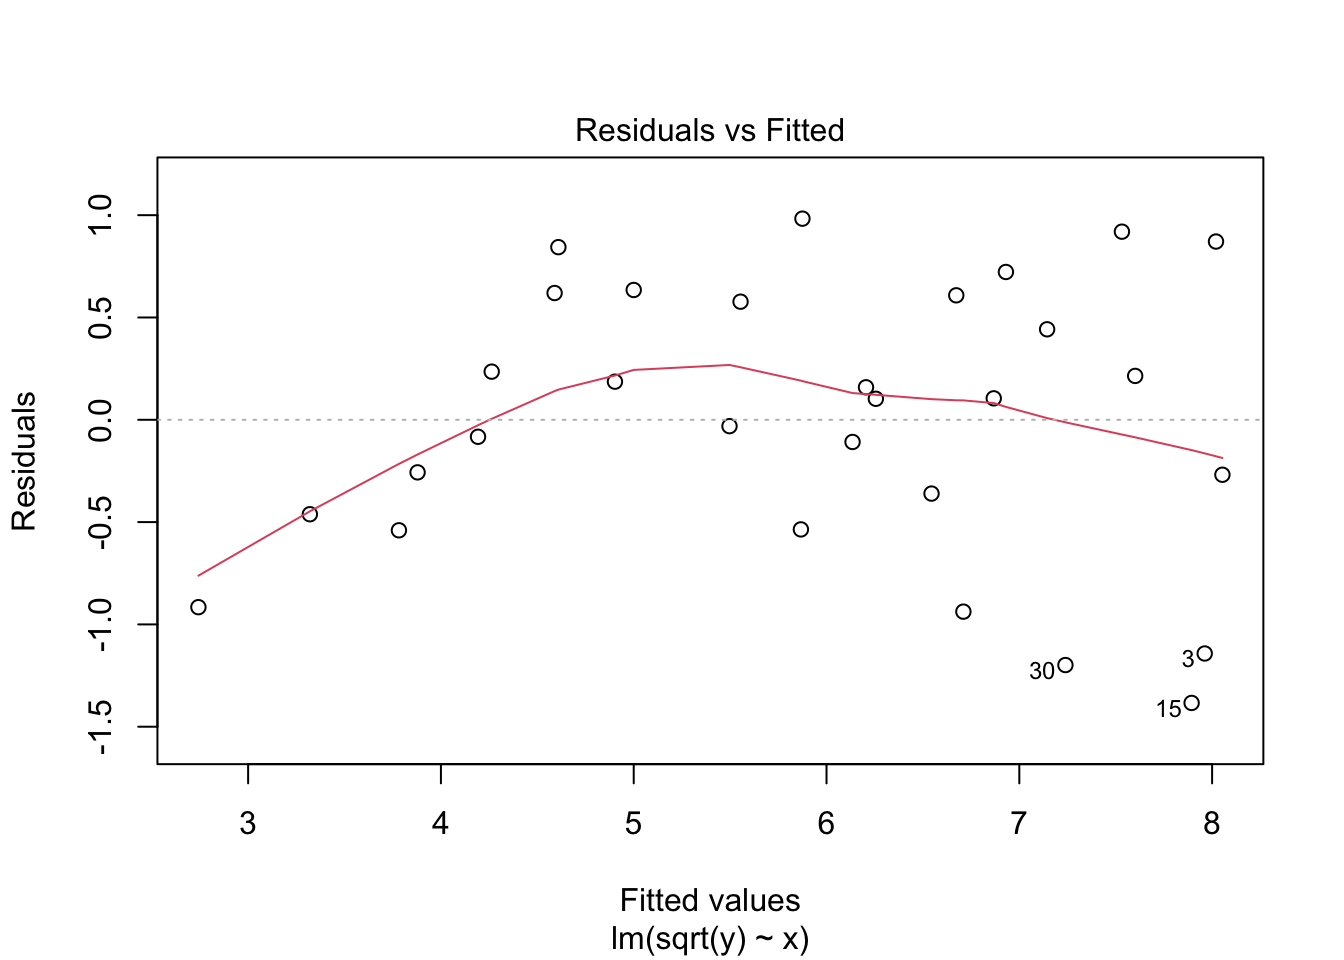 Residuals vs Fitted
Residuals
1.0
0.5
0.0
-0.5
-1.0
-1.5
30
3
15
3 4 5 6 7 8
Fitted values
lm(sqrt(y) ~ x)